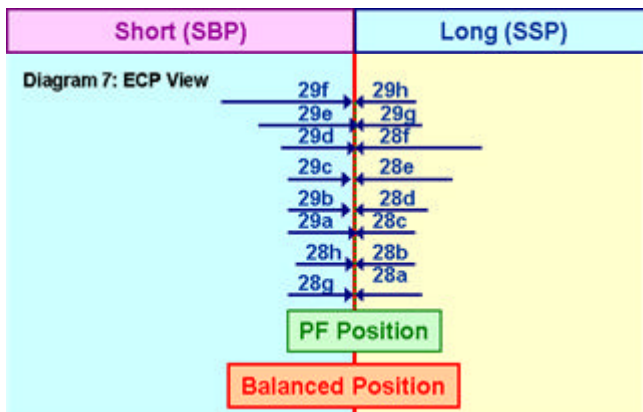 Short (SBP) Long (SSP)
Diagram 7: ECP View
29f 29h
29e 29g
29d 28f
29c 28e
29b 28d
29a 28c
28h 28b
28g 28a
PF Position
Balanced Position